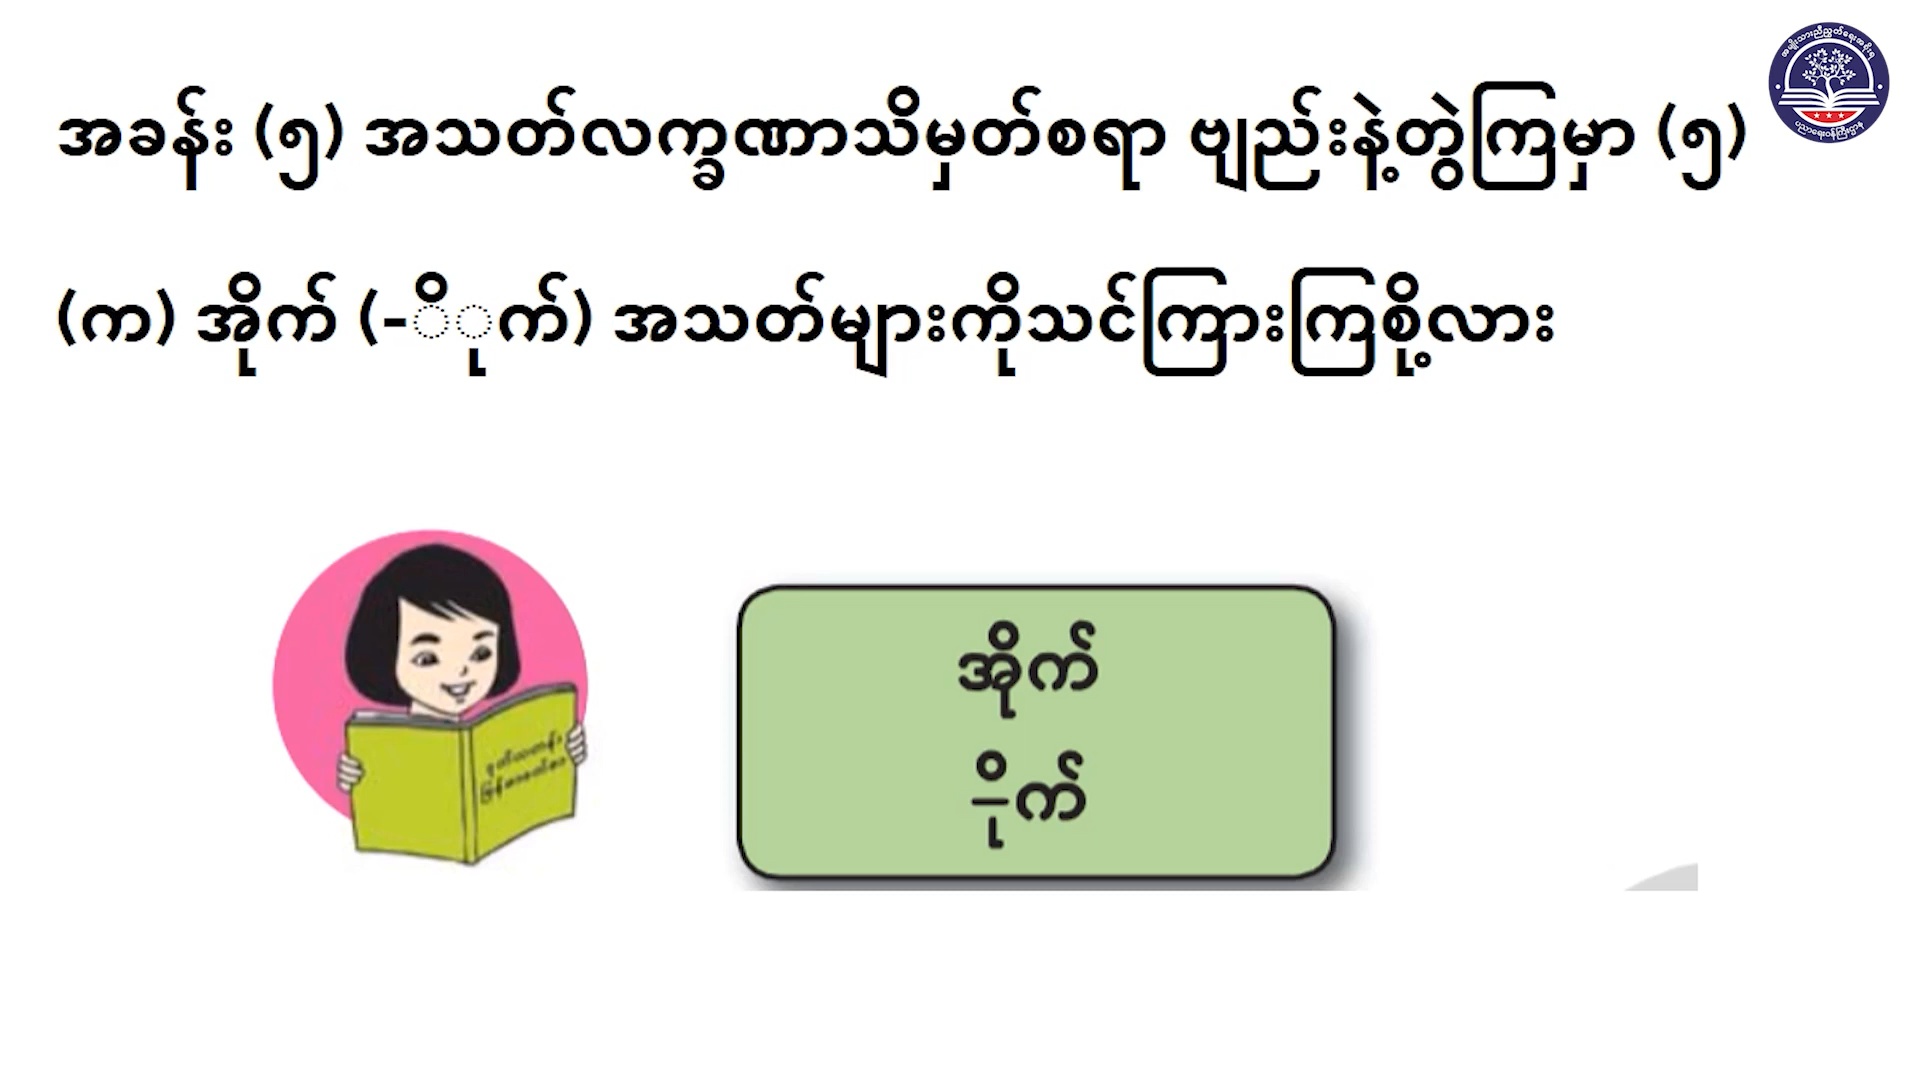 အခန်း (၅) အသတ်လက္ခဏာသိမှတ်စရာ ဗျည်းနဲ့တွဲကြမှာ (၅)
(က) အိုက် (-ိုက်) အသတ်များကိုသင်ကြားကြစို့လား
အိုက်
–ိုက်